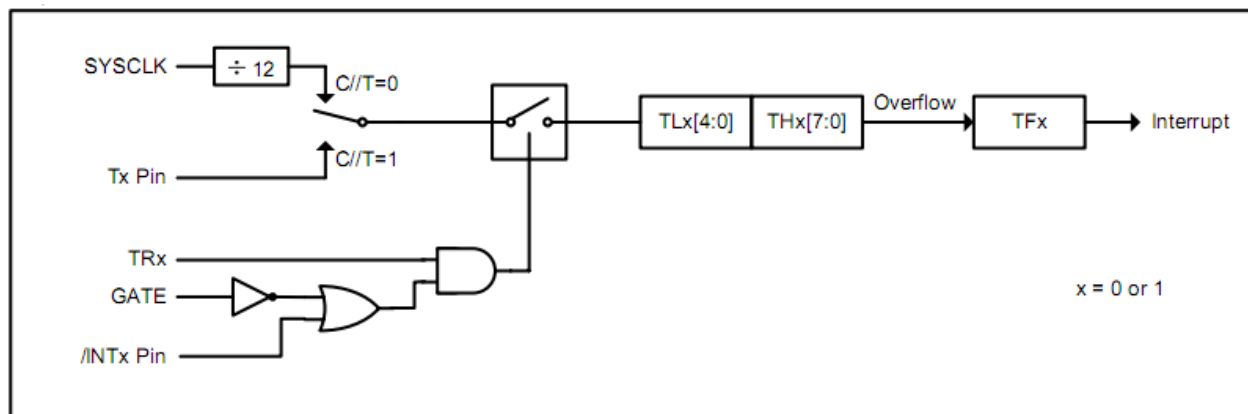 SYSCLK
÷ 12
C//T=0
C//T=1
Tx Pin
TLx[4:0]
THx[7:0]
Overflow
TFx
Interrupt
TRx
GATE
/INTx Pin
x = 0 or 1